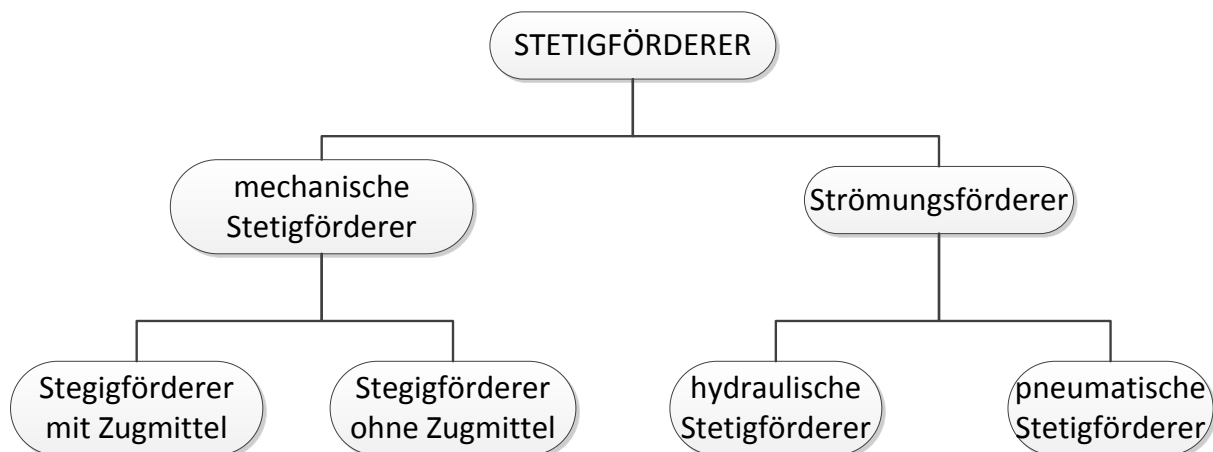 STETIGFÖRDERER
mechanische
Stetigförderer
Strömungsförderer
Stegigförderer
mit Zugmittel
Stegigförderer
ohne Zugmittel
hydraulische
Stetigförderer
pneumatische
Stetigförderer